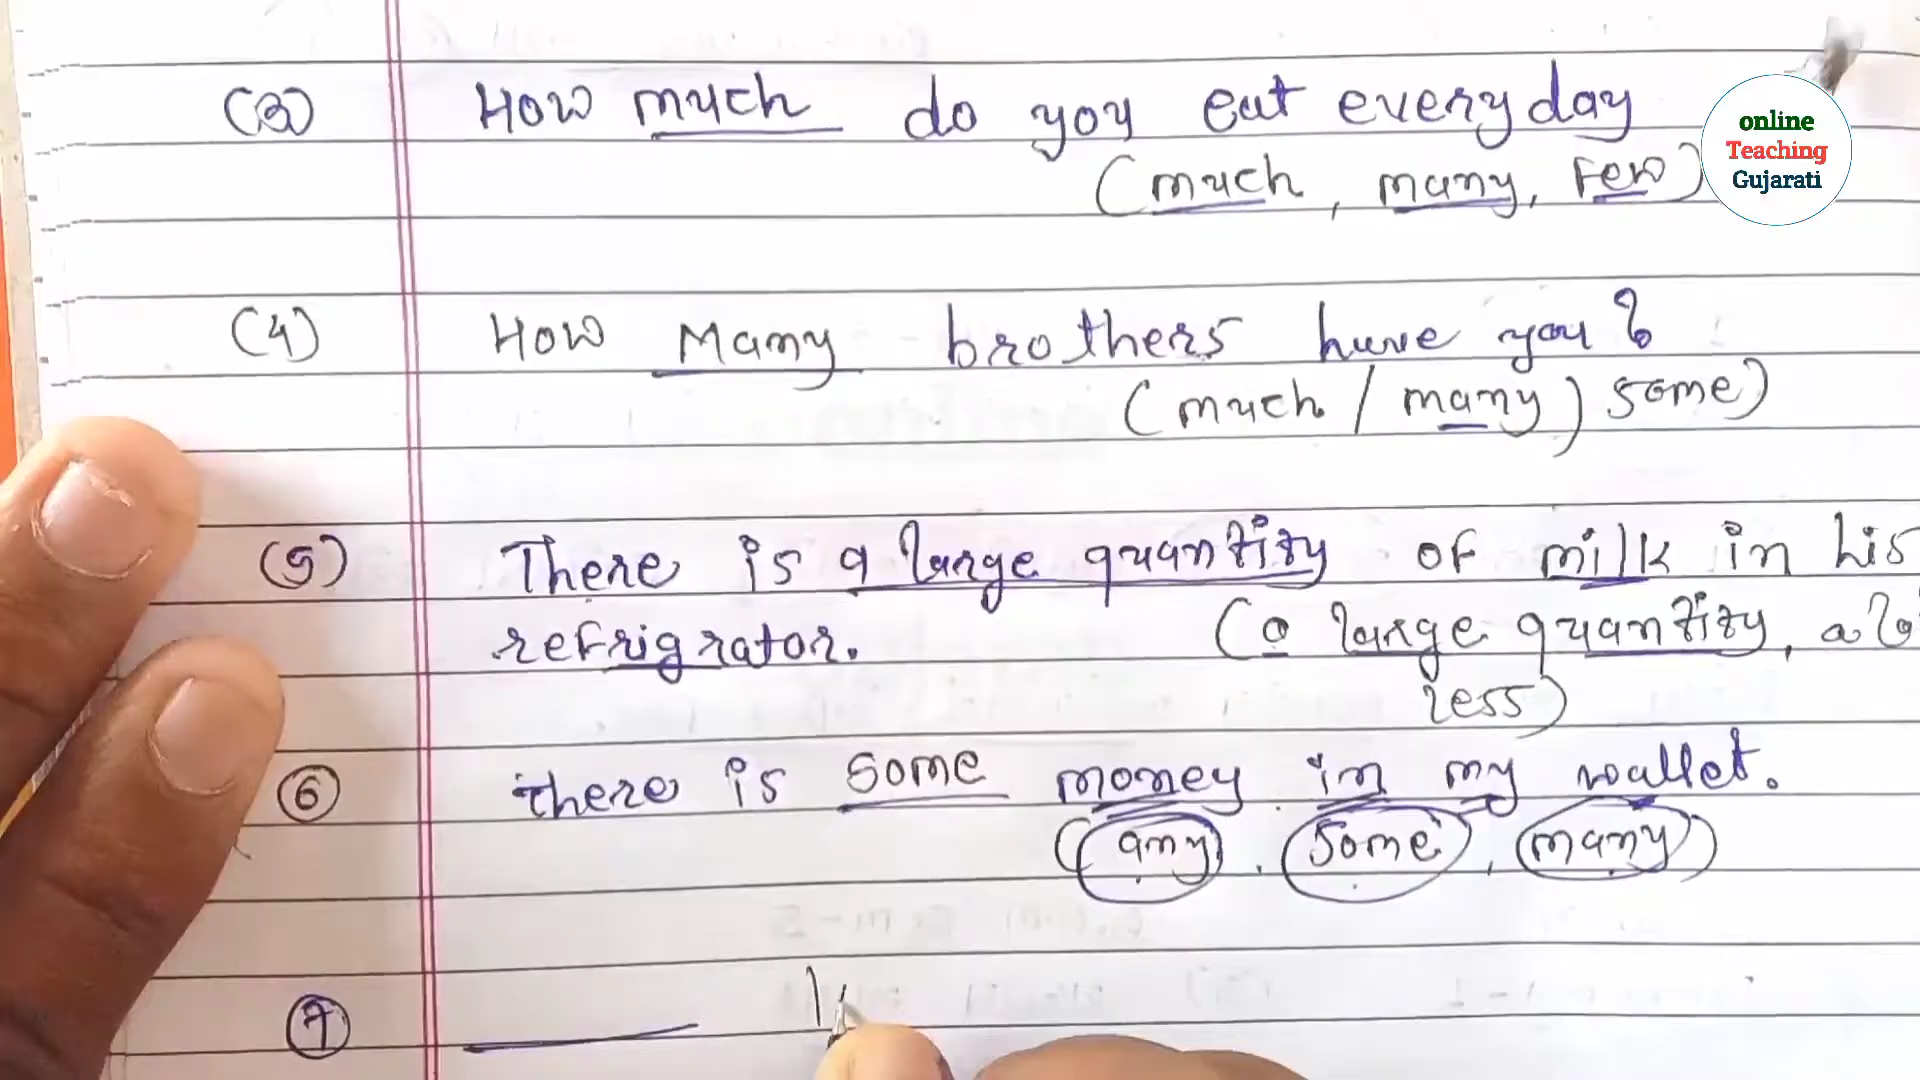 (3) How much do you eat everyday
(much, many, few)
(4) How Many brothers have you?
(much / many / some)
(5) There is a large quantity of milk in his
refrigrator. (a large quantity,
less)
(6) there is some money in my wallet.
(any, some, many)
(7)
online
Teaching
Gujarati